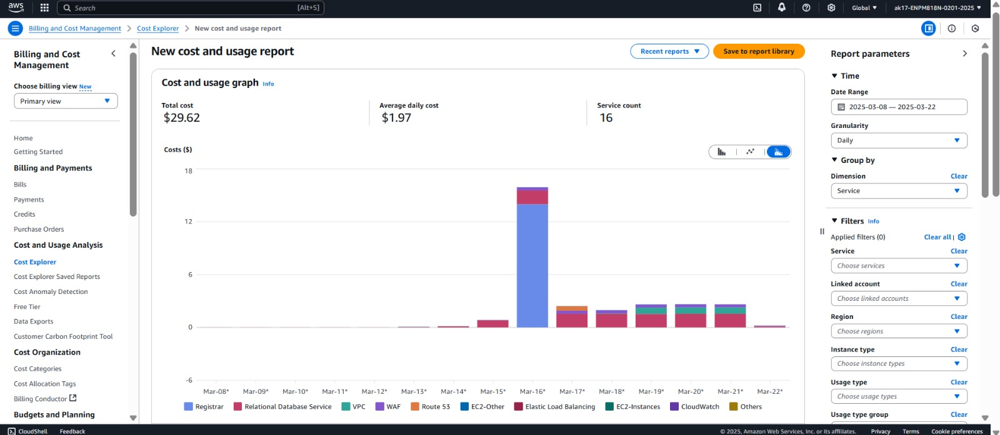 aws
Search
[Alt+S]
Global
ak17-ENPM818N-0201-2025
Billing and Cost Management
Cost Explorer
New cost and usage report
Billing and Cost
Management
Choose billing view New
Primary view
Home
Getting Started
Billing and Payments
Bills
Payments
Credits
Purchase Orders
Cost and Usage Analysis
Cost Explorer
Cost Explorer Saved Reports
Cost Anomaly Detection
Free Tier
Data Exports
Customer Carbon Footprint Tool
Cost Organization
Cost Categories
Cost Allocation Tags
Billing Conductor
Budgets and Planning
New cost and usage report
Recent reports
Save to report library
Cost and usage graph Info
Total cost
$29.62
Average daily cost
$1.97
Service count
16
Costs ($)
18
12
6
0
-6
Mar-08* Mar-09* Mar-10* Mar-11* Mar-12* Mar-13* Mar-14* Mar-15* Mar-16* Mar-17* Mar-18* Mar-19* Mar-20* Mar-21* Mar-22*
Registrar Relational Database Service VPC WAF Route 53 EC2-Other Elastic Load Balancing EC2-Instances CloudWatch Others
Report parameters
Time
Date Range
2025-03-08 — 2025-03-22
Granularity
Daily
Group by
Dimension Clear
Service
Filters Info
Applied filters (0) Clear all |
Service Clear
Choose services
Linked account Clear
Choose linked accounts
Region Clear
Choose regions
Instance type Clear
Choose instance types
Usage type Clear
Choose usage types
Usage type group Clear
CloudShell Feedback
© 2025, Amazon Web Services, Inc. or its affiliates. Privacy Terms Cookie preferences